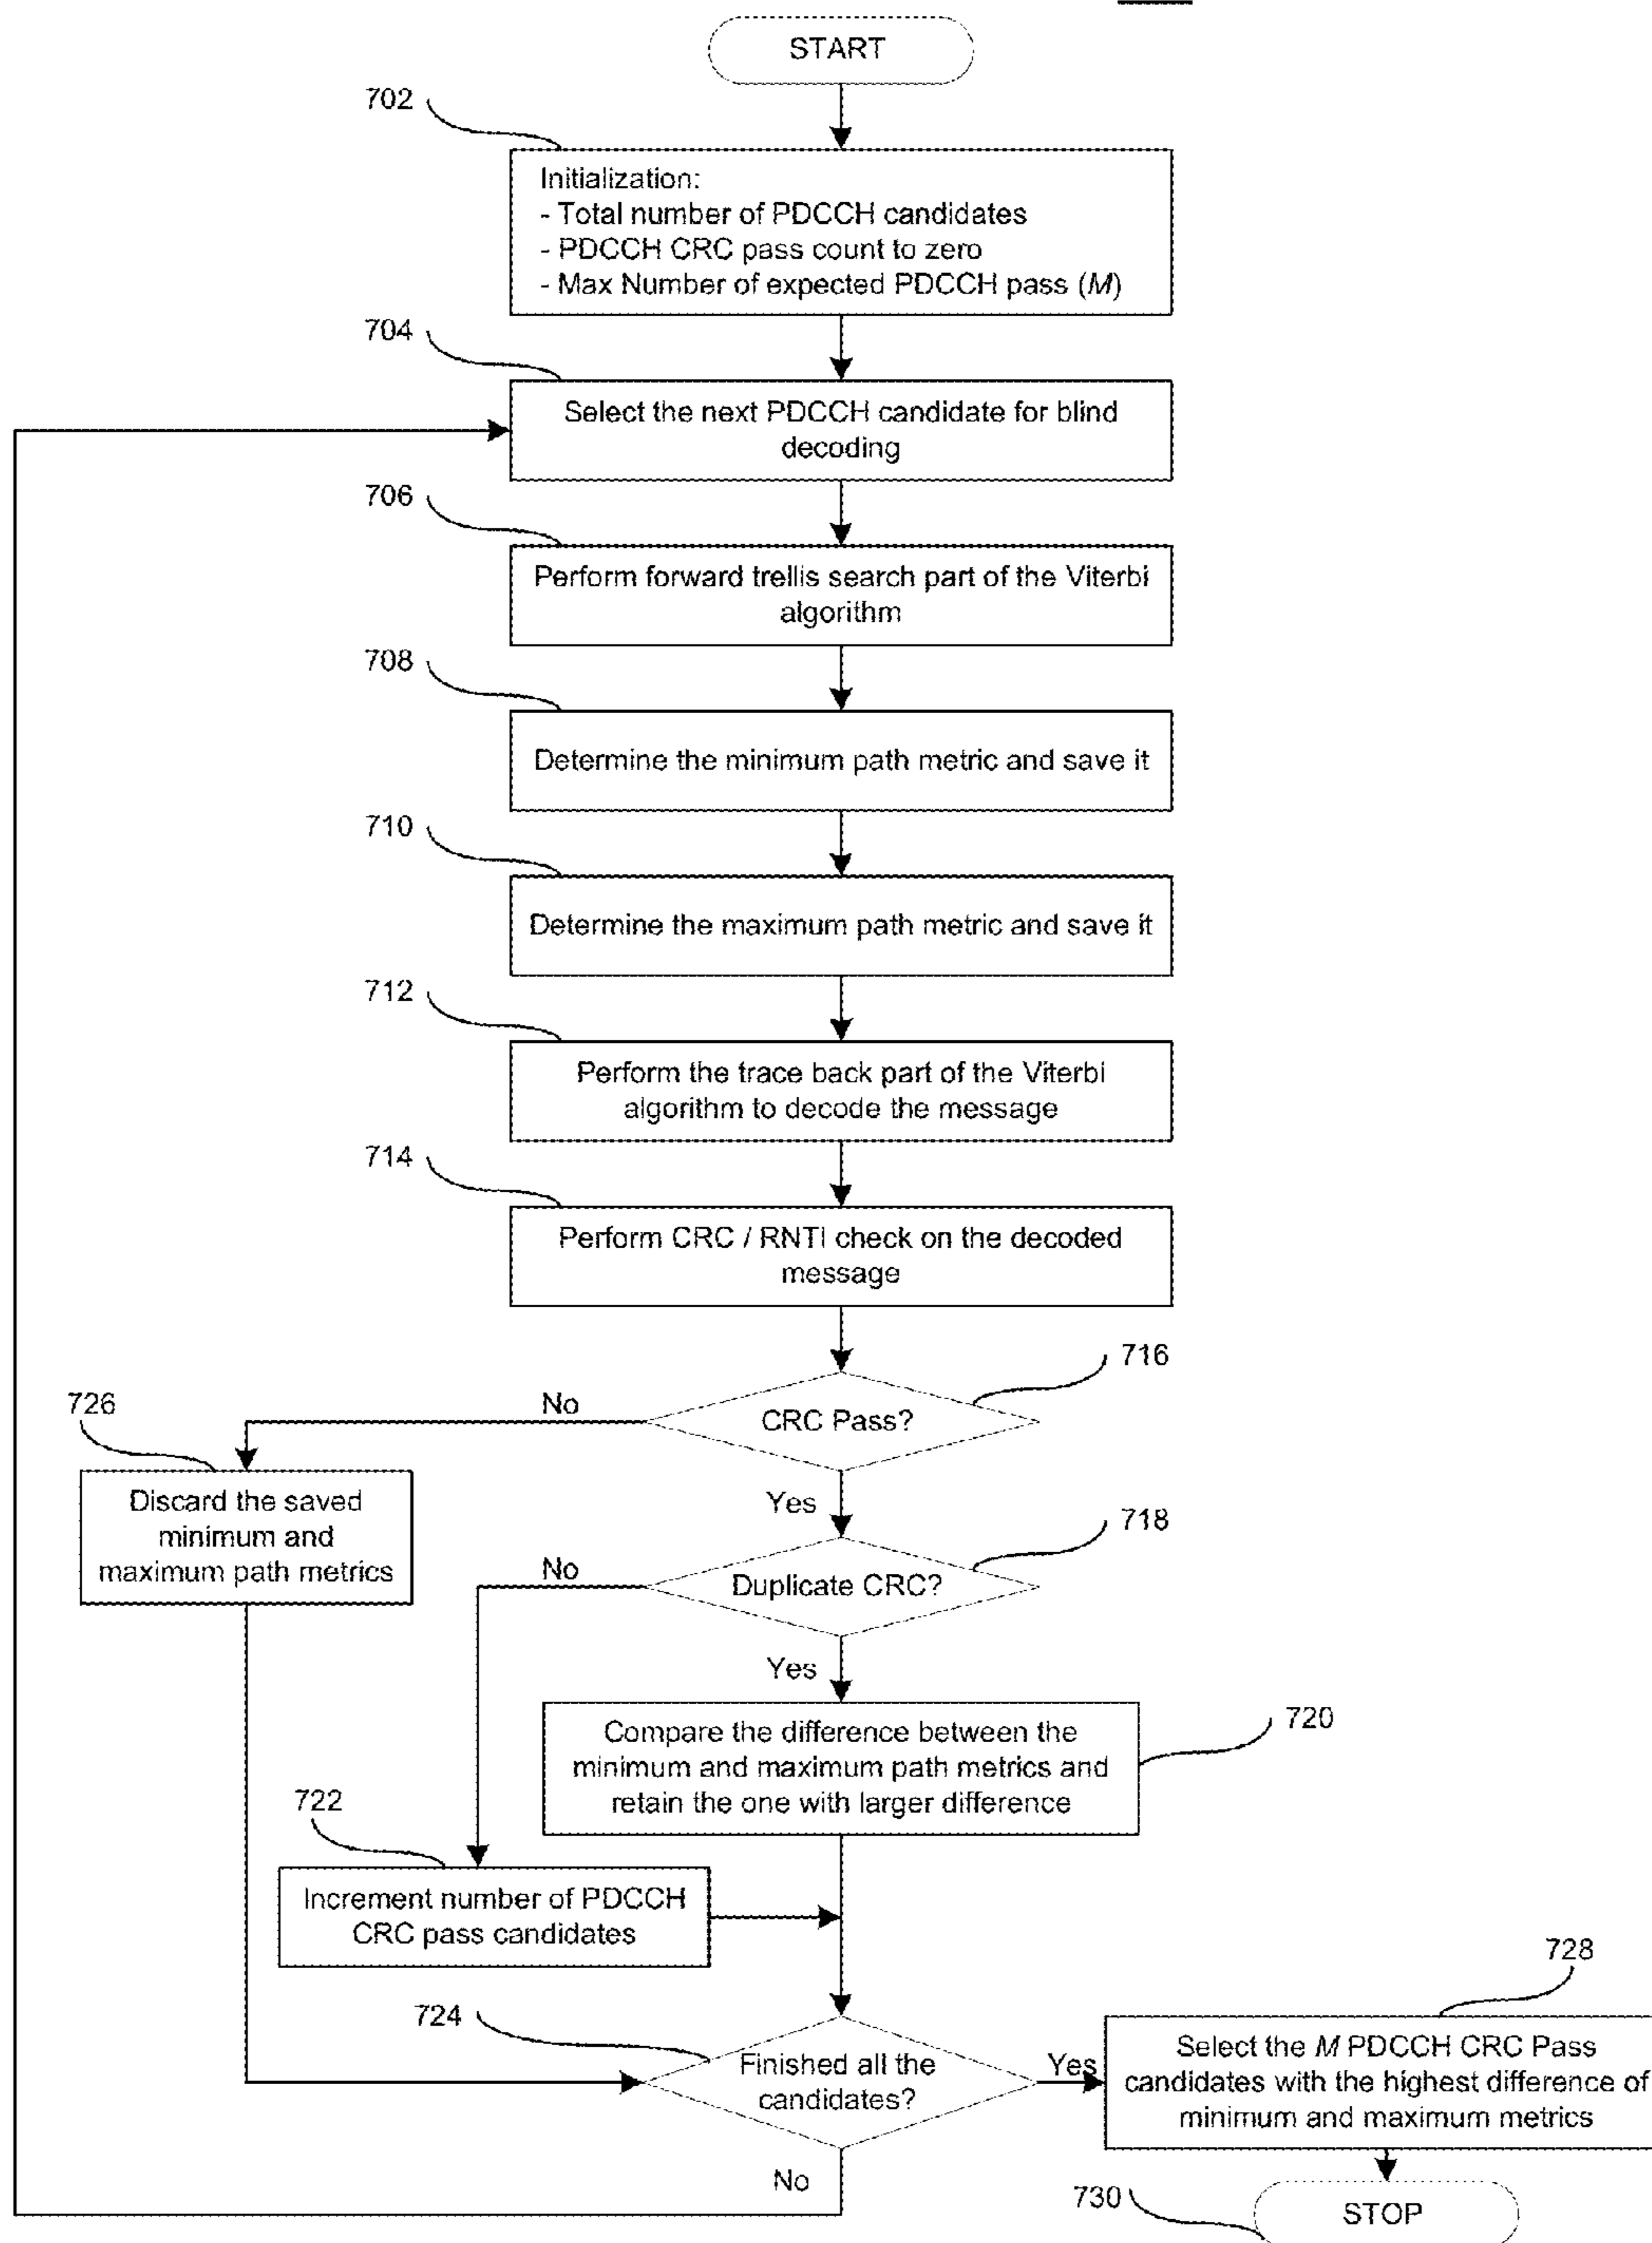 START
702
Initialization:
- Total number of PDCCH candidates
- PDCCH CRC pass count to zero
- Max Number of expected PDCCH pass (M)
704
Select the next PDCCH candidate for blind
decoding
706
Perform forward trellis search part of the Viterbi
algorithm
708
Determine the minimum path metric and save it
710
Determine the maximum path metric and save it
712
Perform the trace back part of the Viterbi
algorithm to decode the message
714
Perform CRC / RNTI check on the decoded
message
716
CRC Pass?
No
Yes
726
Discard the saved
minimum and
maximum path metrics
718
Duplicate CRC?
No
Yes
720
Compare the difference between the
minimum and maximum path metrics and
retain the one with larger difference
722
Increment number of PDCCH
CRC pass candidates
724
Finished all the
candidates?
Yes
No
728
Select the M PDCCH CRC Pass
candidates with the highest difference of
minimum and maximum metrics
730
STOP